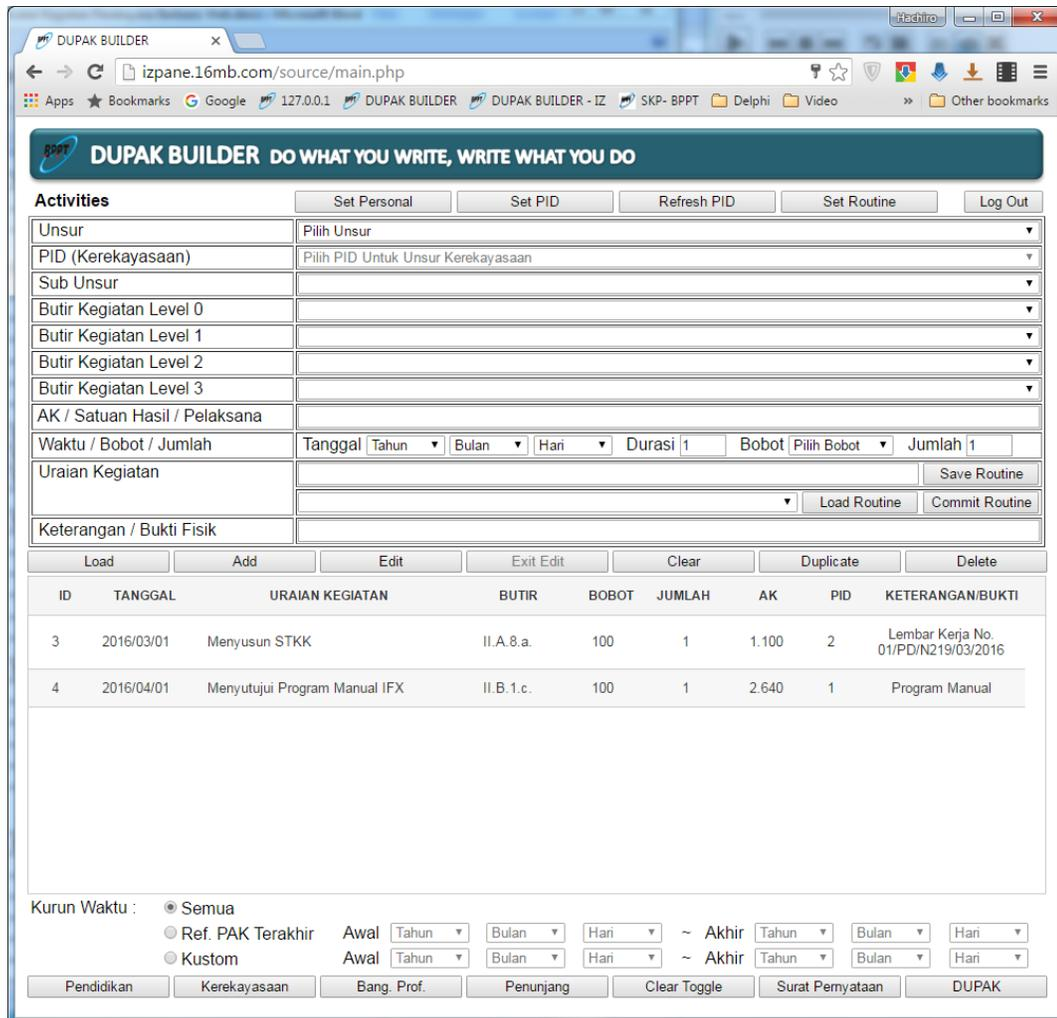 Hachiro
DUPAK BUILDER
izpane.16mb.com/source/main.php
Apps Bookmarks Google 127.0.0.1 DUPAK BUILDER DUPAK BUILDER - IZ SKP- BPPT Delphi Video » Other bookmarks
BPPT DUPAK BUILDER DO WHAT YOU WRITE, WRITE WHAT YOU DO
Activities Set Personal Set PID Refresh PID Set Routine Log Out
Unsur Pilih Unsur
PID (Kerekayasaan) Pilih PID Untuk Unsur Kerekayasaan
Sub Unsur
Butir Kegiatan Level 0
Butir Kegiatan Level 1
Butir Kegiatan Level 2
Butir Kegiatan Level 3
AK / Satuan Hasil / Pelaksana
Waktu / Bobot / Jumlah Tanggal Tahun Bulan Hari Durasi 1 Bobot Pilih Bobot Jumlah 1
Uraian Kegiatan Save Routine
Load Routine Commit Routine
Keterangan / Bukti Fisik
Load Add Edit Exit Edit Clear Duplicate Delete
ID TANGGAL URAIAN KEGIATAN BUTIR BOBOT JUMLAH AK PID KETERANGAN/BUKTI
3 2016/03/01 Menyusun STKK II.A.8.a. 100 1 1.100 2 Lembar Kerja No.
01/PD/N219/03/2016
4 2016/04/01 Menyutujui Program Manual IFX II.B.1.c. 100 1 2.640 1 Program Manual
Kurun Waktu : Semua
Ref. PAK Terakhir Awal Tahun Bulan Hari ~ Akhir Tahun Bulan Hari
Kustom Awal Tahun Bulan Hari ~ Akhir Tahun Bulan Hari
Pendidikan Kerekayasaan Bang. Prof. Penunjang Clear Toggle Surat Pernyataan DUPAK